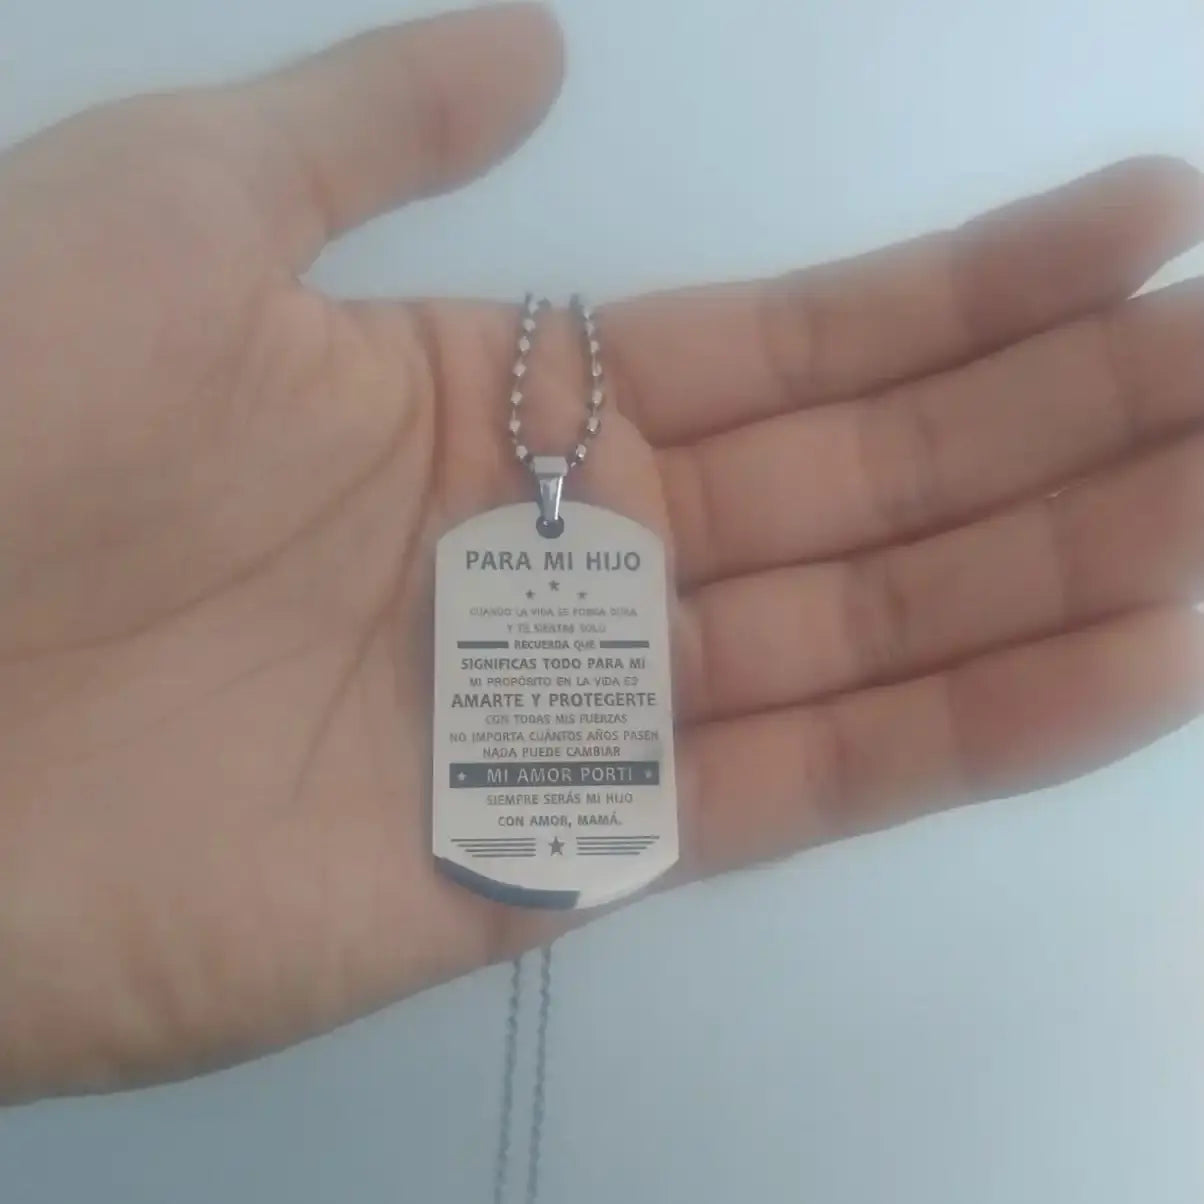 PARA MI HIJO
CUANDO LA VIDA SE PONGA DURA
Y TE SIENTAS SOLO
RECUERDA QUE
SIGNIFICAS TODO PARA MI
MI PROPÓSITO EN LA VIDA ES
AMARTE Y PROTEGERTE
CON TODAS MIS FUERZAS
NO IMPORTA CUÁNTOS AÑOS PASEN
NADA PUEDE CAMBIAR
MI AMOR PORTI
SIEMPRE SERÁS MI HIJO
CON AMOR, MAMÁ.